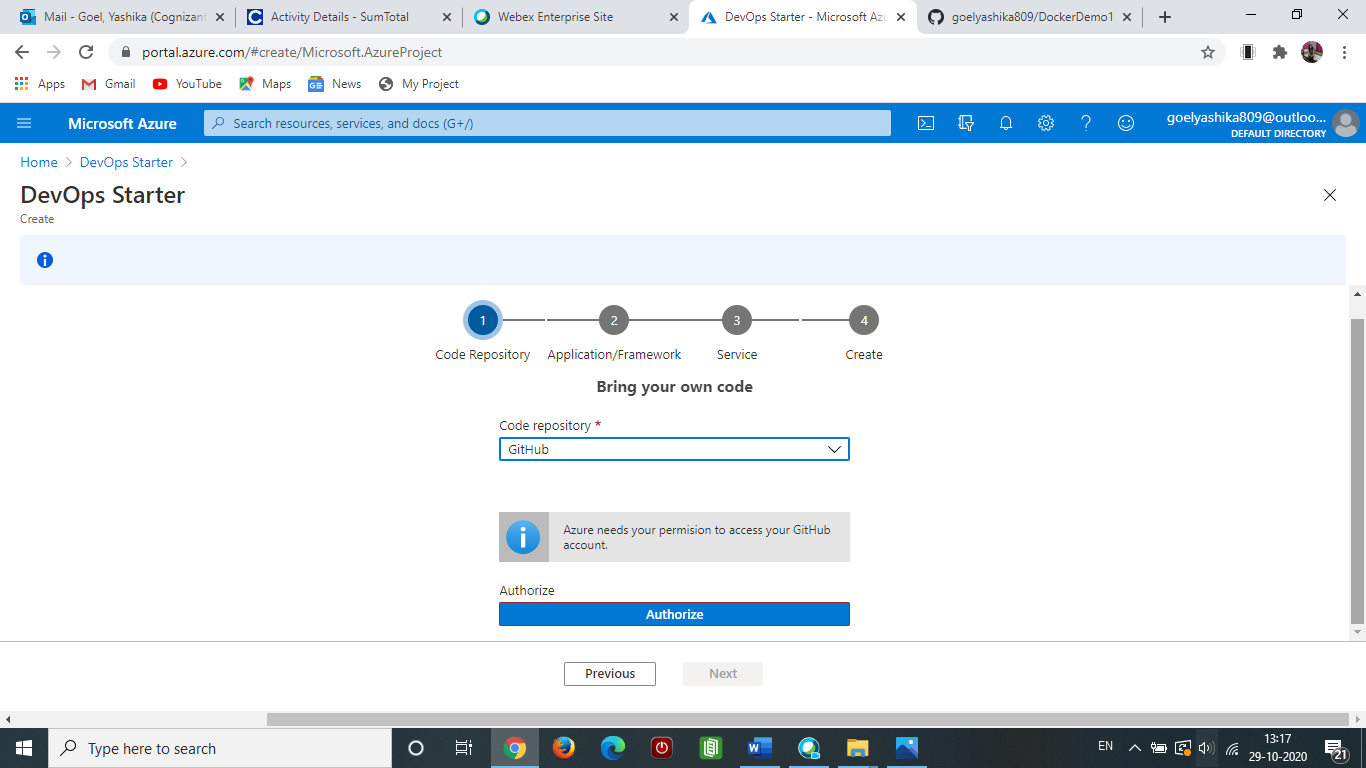 Mail - Goel, Yashika (Cognizant
Activity Details - SumTotal
Webex Enterprise Site
DevOps Starter - Microsoft Azu
goelyashika809/DockerDemo1
portal.azure.com/#create/Microsoft.AzureProject
Apps
Gmail
YouTube
Maps
News
My Project
Microsoft Azure
Search resources, services, and docs (G+/)
goelyashika809@outloo...
DEFAULT DIRECTORY
Home > DevOps Starter >
DevOps Starter
Create
1
2
3
4
Code Repository
Application/Framework
Service
Create
Bring your own code
Code repository *
GitHub
Azure needs your permision to access your GitHub
account.
Authorize
Authorize
Previous
Next
Type here to search
EN
13:17
29-10-2020
21